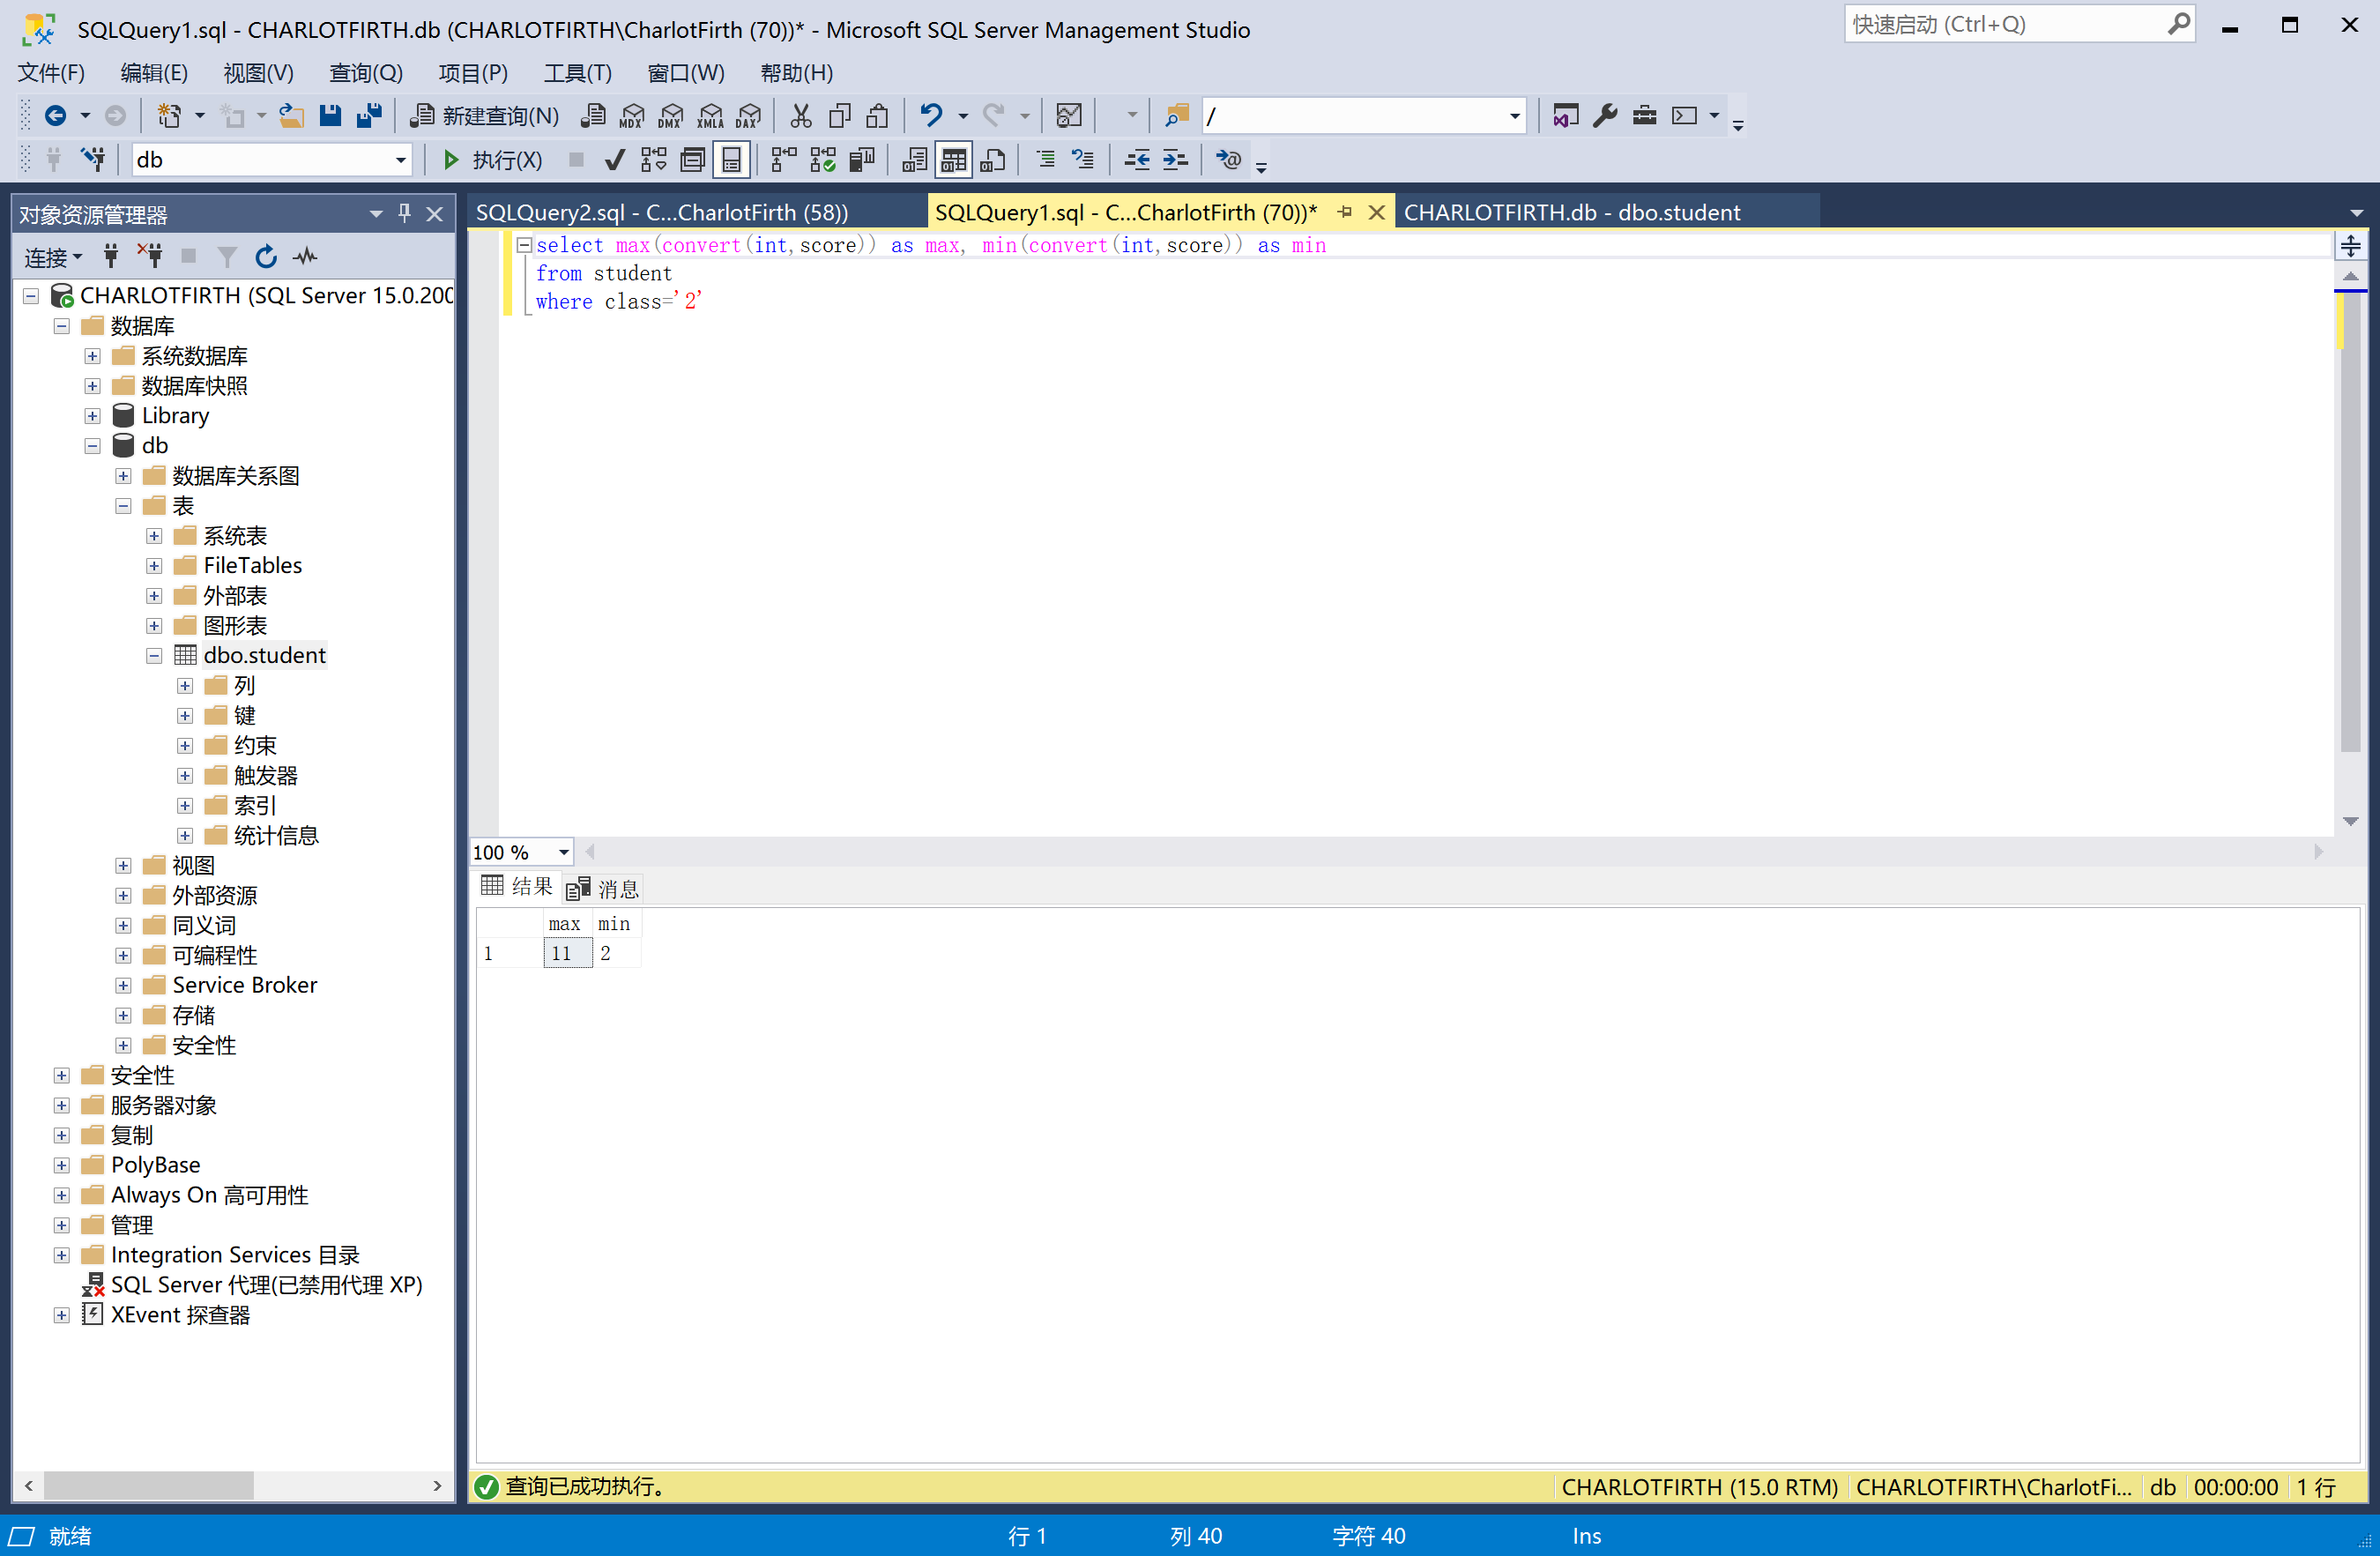 SQLQuery1.sql - CHARLOTFIRTH.db (CHARLOTFIRTH\CharlotFirth (70))* - Microsoft SQL Server Management Studio
快速启动 (Ctrl+Q)
文件(F) 编辑(E) 视图(V) 查询(Q) 项目(P) 工具(T) 窗口(W) 帮助(H)
新建查询(N) MDX DMX XMLA DAX /
db 执行(X)
对象资源管理器
连接
CHARLOTFIRTH (SQL Server 15.0.200
数据库
系统数据库
数据库快照
Library
db
数据库关系图
表
系统表
FileTables
外部表
图形表
dbo.student
列
键
约束
触发器
索引
统计信息
视图
外部资源
同义词
可编程性
Service Broker
存储
安全性
安全性
服务器对象
复制
PolyBase
Always On 高可用性
管理
Integration Services 目录
SQL Server 代理(已禁用代理 XP)
XEvent 探查器
SQLQuery2.sql - C...CharlotFirth (58)) SQLQuery1.sql - C...CharlotFirth (70))* CHARLOTFIRTH.db - dbo.student
select max(convert(int,score)) as max, min(convert(int,score)) as min
from student
where class='2'
100 %
结果 消息
max min
1 11 2
查询已成功执行。 CHARLOTFIRTH (15.0 RTM) CHARLOTFIRTH\CharlotFi... db 00:00:00 1 行
就绪 行 1 列 40 字符 40 Ins